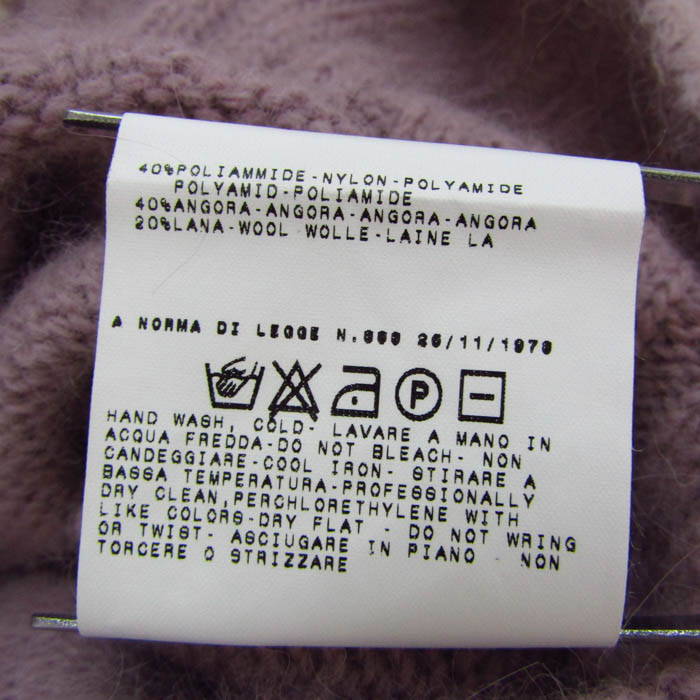 40%POLIAMMIDE-NYLON-POLYAMIDE
POLYAMID-POLIAMIDE
40%ANGORA-ANGORA-ANGORA-ANGORA
20%LANA-WOOL WOLLE-LAINE LA
A NORMA DI LEGGE N.883 26/11/1973
P
HAND WASH, COLD- LAVARE A MANO IN
ACQUA FREDDA-DO NOT BLEACH- NON
CANDEGGIARE-COOL IRON- STIRARE A
BASSA TEMPERATURA-PROFESSIONALLY
DRY CLEAN,PERCHLORETHYLENE WITH
LIKE COLORS-DRY FLAT - DO NOT WRING
OR TWIST- ASCIUGARE IN PIANO NON
TORCERE O STRIZZARE